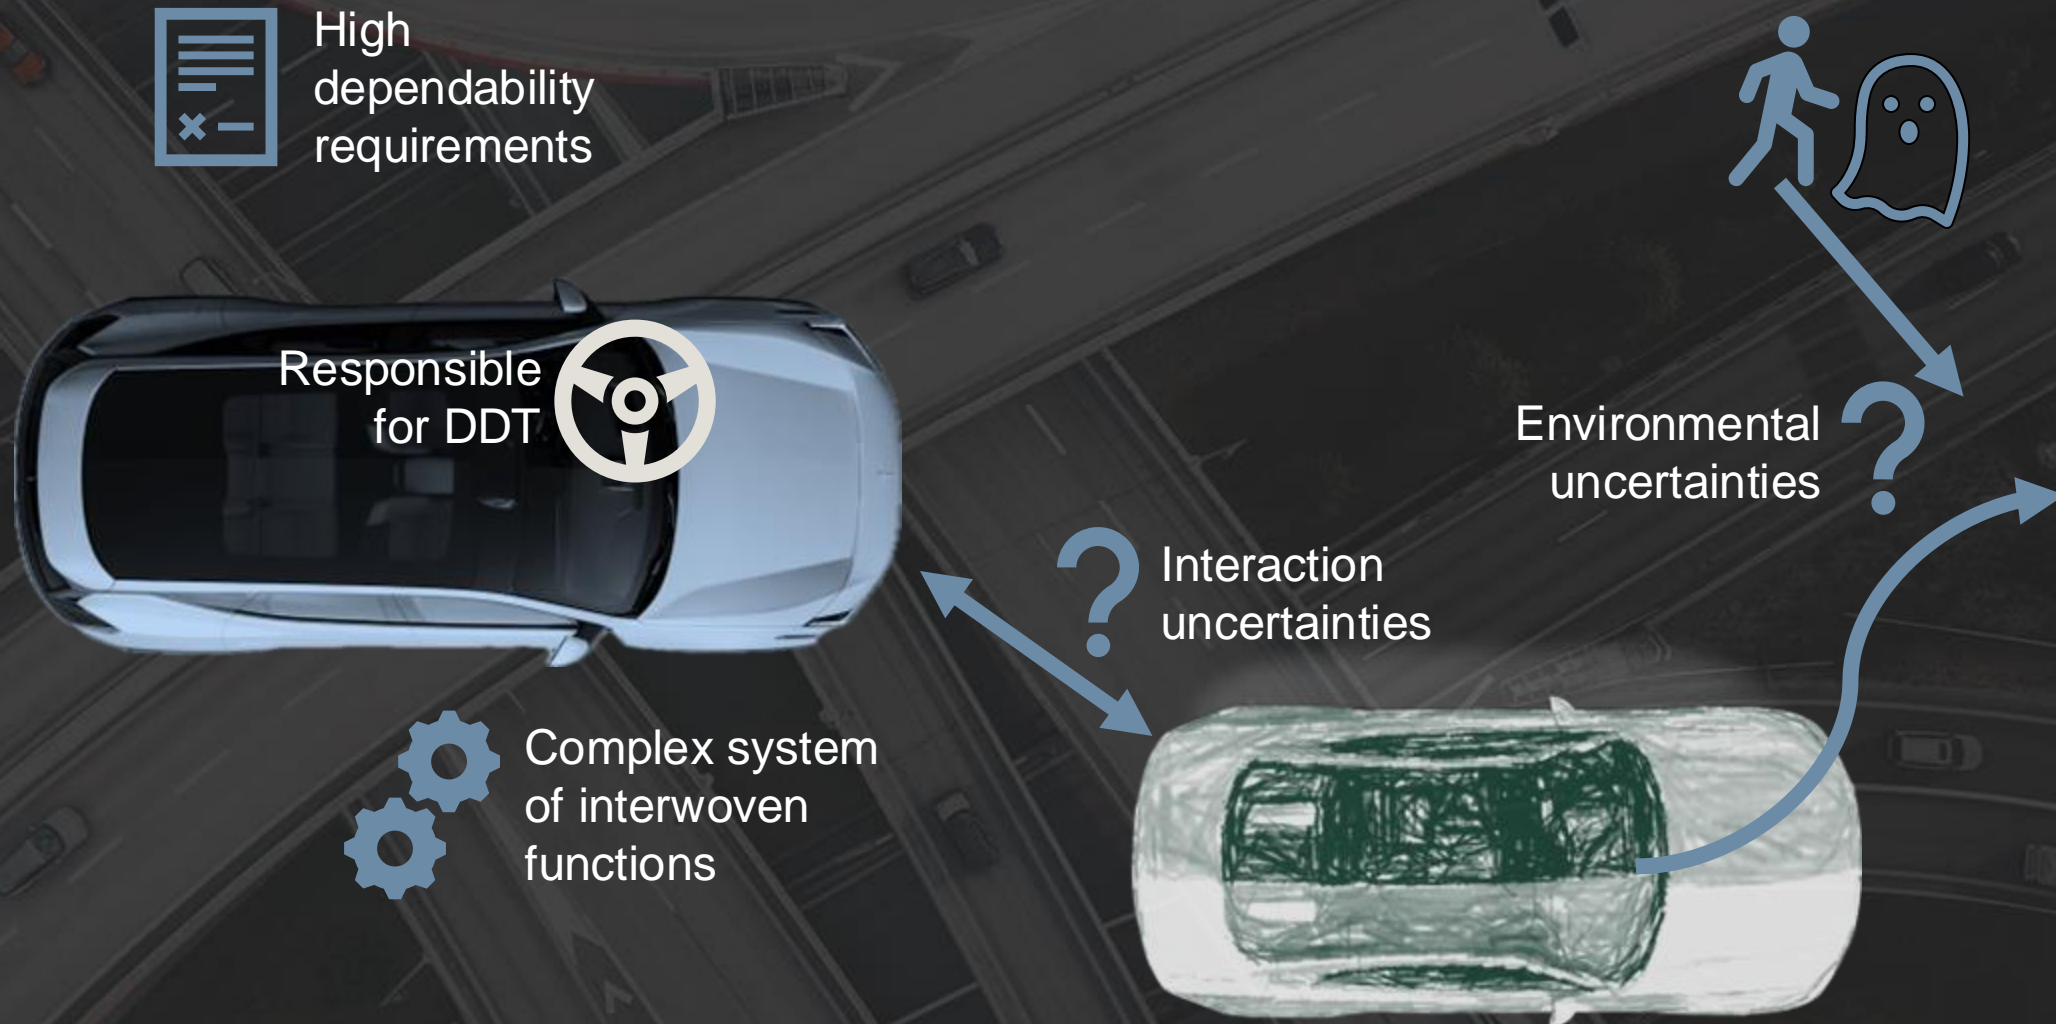 High
dependability
requirements
Responsible
for DDT
Environmental
uncertainties
Interaction
uncertainties
Complex system
of interwoven
functions